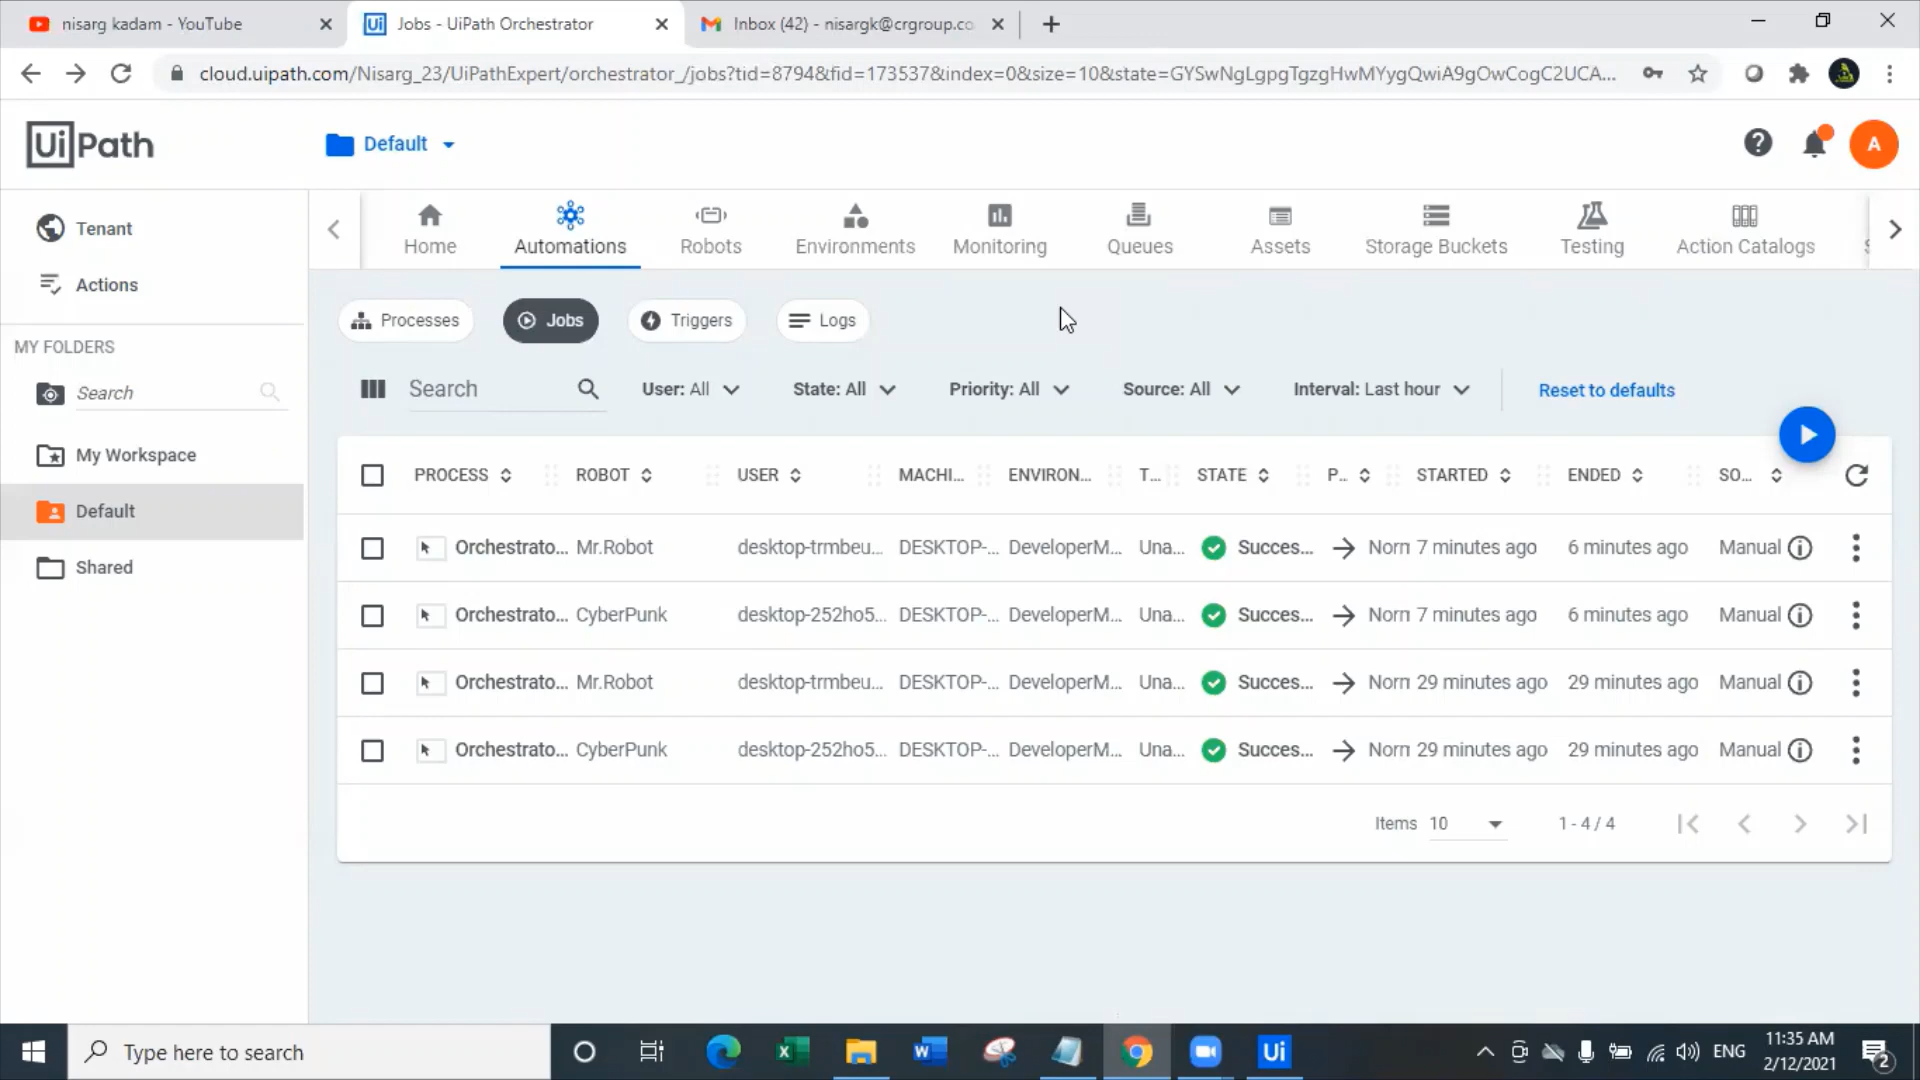 nisarg kadam - YouTube
Jobs - UiPath Orchestrator
Inbox (42) - nisargk@crgroup.co
cloud.uipath.com/Nisarg_23/UiPathExpert/orchestrator_/jobs?tid=8794&fid=173537&index=0&size=10&state=GYSwNgLgpgTgzgHwMYygQwiA9gOwCogC2UCA...
UiPath
Default
A
Tenant
Actions
MY FOLDERS
Search
My Workspace
Default
Shared
Home
Automations
Robots
Environments
Monitoring
Queues
Assets
Storage Buckets
Testing
Action Catalogs
Processes
Jobs
Triggers
Logs
Search
User: All
State: All
Priority: All
Source: All
Interval: Last hour
Reset to defaults
PROCESS ROBOT USER MACHI... ENVIRON... T... STATE P.. STARTED ENDED SO...
Orchestrato... Mr.Robot desktop-trmbeu... DESKTOP-... DeveloperM... Una... Succes... Norn 7 minutes ago 6 minutes ago Manual
Orchestrato... CyberPunk desktop-252ho5... DESKTOP-... DeveloperM... Una... Succes... Norn 7 minutes ago 6 minutes ago Manual
Orchestrato... Mr.Robot desktop-trmbeu... DESKTOP-... DeveloperM... Una... Succes... Norn 29 minutes ago 29 minutes ago Manual
Orchestrato... CyberPunk desktop-252ho5... DESKTOP-... DeveloperM... Una... Succes... Norn 29 minutes ago 29 minutes ago Manual
Items 10 1 - 4 / 4
Type here to search
Ui
ENG
11:35 AM
2/12/2021
2